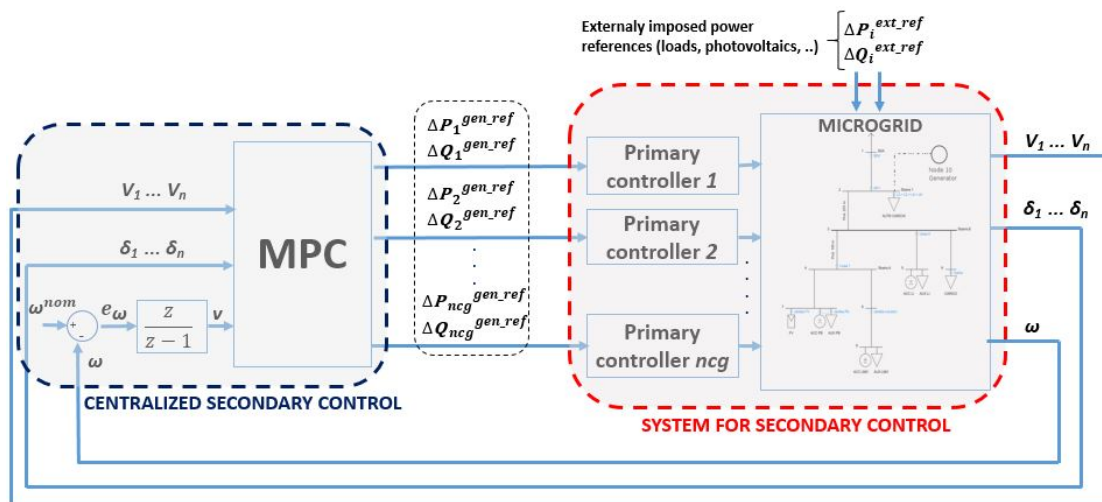 Externaly imposed power
references (loads, photovoltaics, ..)
ΔP_i^ext_ref
ΔQ_i^ext_ref
ΔP_1^gen_ref
ΔQ_1^gen_ref
ΔP_2^gen_ref
ΔQ_2^gen_ref
.
.
.
.
ΔP_ncg^gen_ref
ΔQ_ncg^gen_ref
V_1 ... V_n
δ_1 ... δ_n
ω^nom
+
-
e_ω
z
z − 1
v
ω
MPC
CENTRALIZED SECONDARY CONTROL
Primary
controller 1
Primary
controller 2
Primary
controller ncg
MICROGRID
Node 10
Generator
PV
SYSTEM FOR SECONDARY CONTROL
V_1 ... V_n
δ_1 ... δ_n
ω